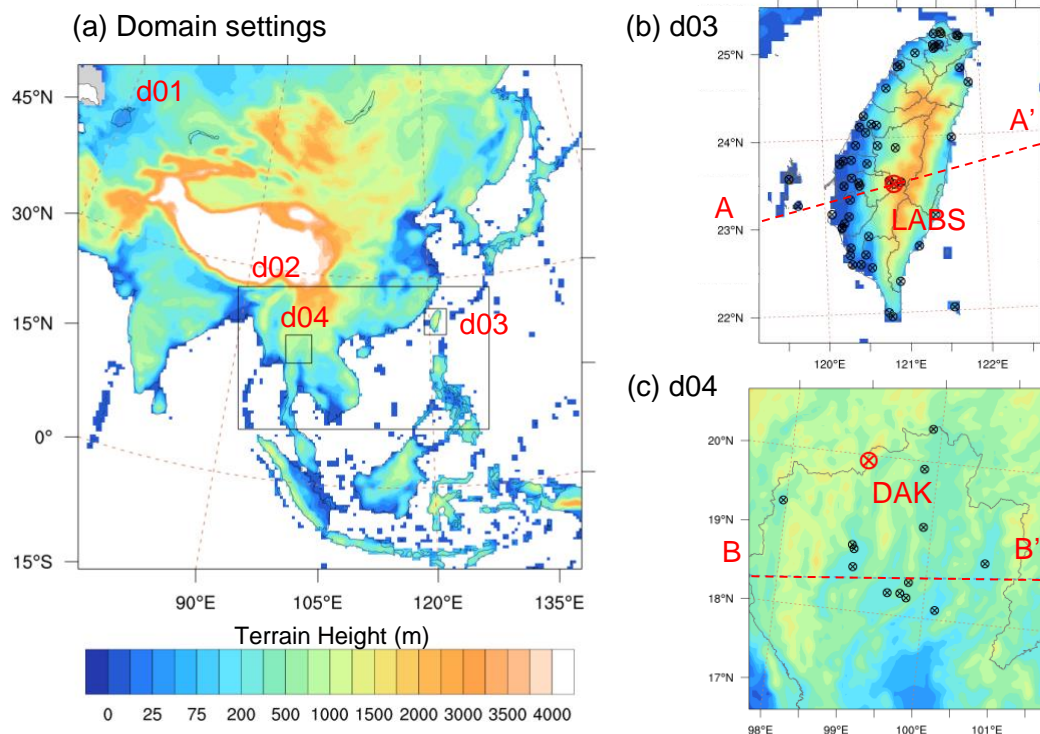 (a) Domain settings
d01
d02
d04
d03
45°N
30°N
15°N
0°
15°S
90°E
105°E
120°E
135°E
Terrain Height (m)
0 25 75 200 500 1000 1500 2000 3000 3500 4000
(b) d03
25°N
24°N
23°N
22°N
A
A'
LABS
120°E
121°E
122°E
(c) d04
20°N
19°N
18°N
17°N
DAK
B
B'
98°E
99°E
100°E
101°E